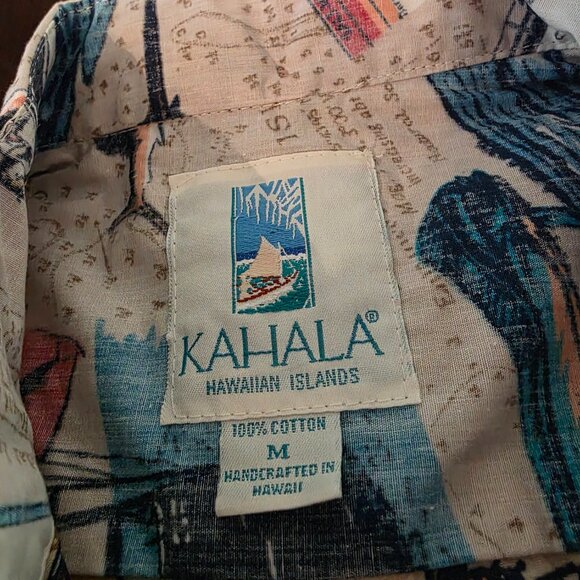 KAHALA®
HAWAIIAN ISLANDS
100% COTTON
M
HANDCRAFTED IN
HAWAII